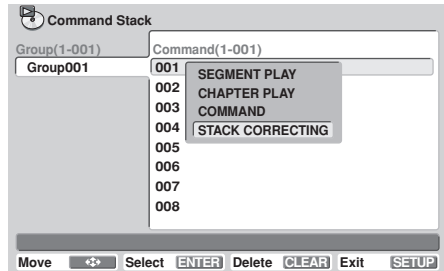 Command Stack
Group(1-001) Command(1-001)
Group001 001 SEGMENT PLAY
002 CHAPTER PLAY
003 COMMAND
004 STACK CORRECTING
005
006
007
008
Move Select ENTER Delete CLEAR Exit SETUP